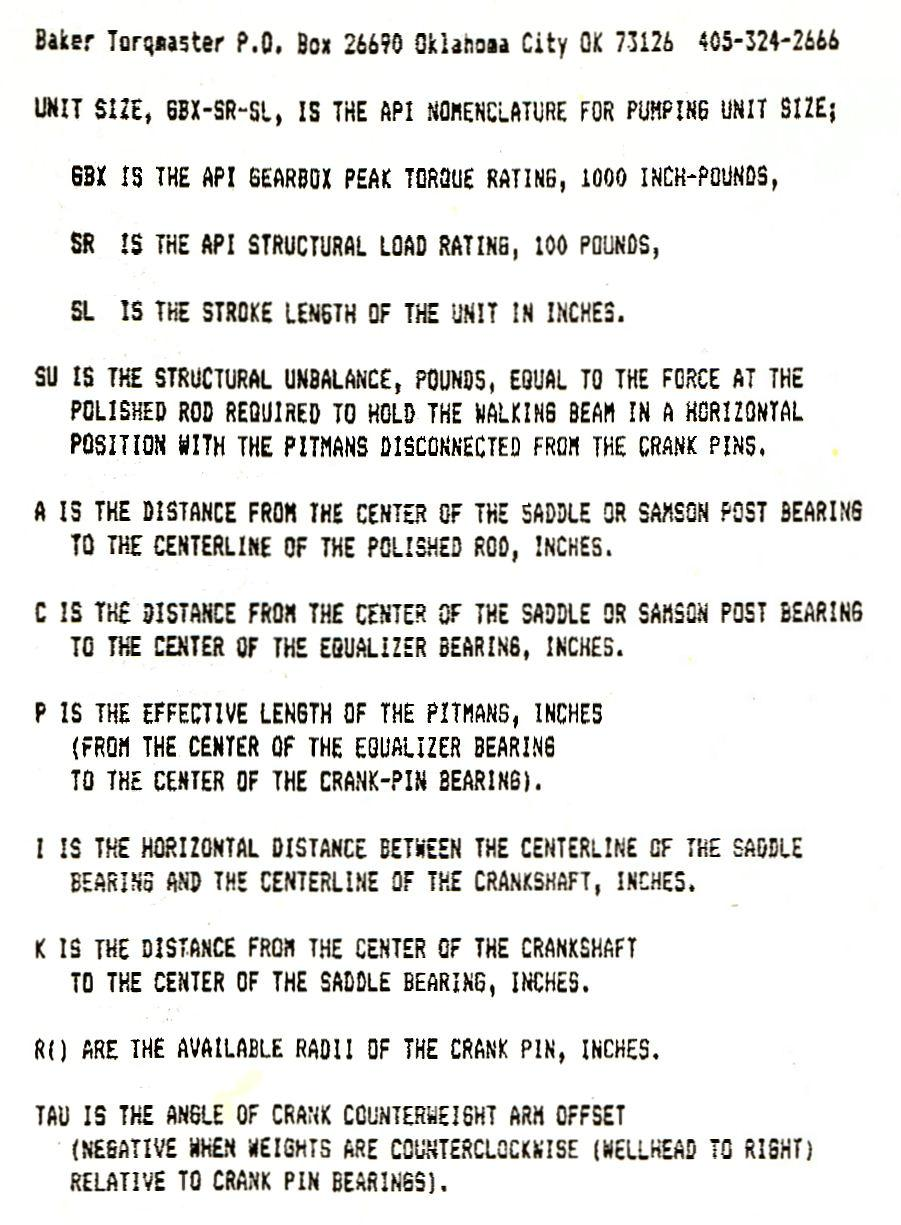 Baker Torqmaster P.O. Box 26690 Oklahoma City OK 73126 405-324-2666
UNIT SIZE, GBX-SR-SL, IS THE API NOMENCLATURE FOR PUMPING UNIT SIZE;
GBX IS THE API GEARBOX PEAK TORQUE RATING, 1000 INCH-POUNDS,
SR IS THE API STRUCTURAL LOAD RATING, 100 POUNDS,
SL IS THE STROKE LENGTH OF THE UNIT IN INCHES.
SU IS THE STRUCTURAL UNBALANCE, POUNDS, EQUAL TO THE FORCE AT THE
POLISHED ROD REQUIRED TO HOLD THE WALKING BEAM IN A HORIZONTAL
POSITION WITH THE PITMANS DISCONNECTED FROM THE CRANK PINS.
A IS THE DISTANCE FROM THE CENTER OF THE SADDLE OR SAMSON POST BEARING
TO THE CENTERLINE OF THE POLISHED ROD, INCHES.
C IS THE DISTANCE FROM THE CENTER OF THE SADDLE OR SAMSON POST BEARING
TO THE CENTER OF THE EQUALIZER BEARING, INCHES.
P IS THE EFFECTIVE LENGTH OF THE PITMANS, INCHES
(FROM THE CENTER OF THE EQUALIZER BEARING
TO THE CENTER OF THE CRANK-PIN BEARING).
I IS THE HORIZONTAL DISTANCE BETWEEN THE CENTERLINE OF THE SADDLE
BEARING AND THE CENTERLINE OF THE CRANKSHAFT, INCHES.
K IS THE DISTANCE FROM THE CENTER OF THE CRANKSHAFT
TO THE CENTER OF THE SADDLE BEARING, INCHES.
R() ARE THE AVAILABLE RADII OF THE CRANK PIN, INCHES.
TAU IS THE ANGLE OF CRANK COUNTERWEIGHT ARM OFFSET
(NEGATIVE WHEN WEIGHTS ARE COUNTERCLOCKWISE (WELLHEAD TO RIGHT)
RELATIVE TO CRANK PIN BEARINGS).